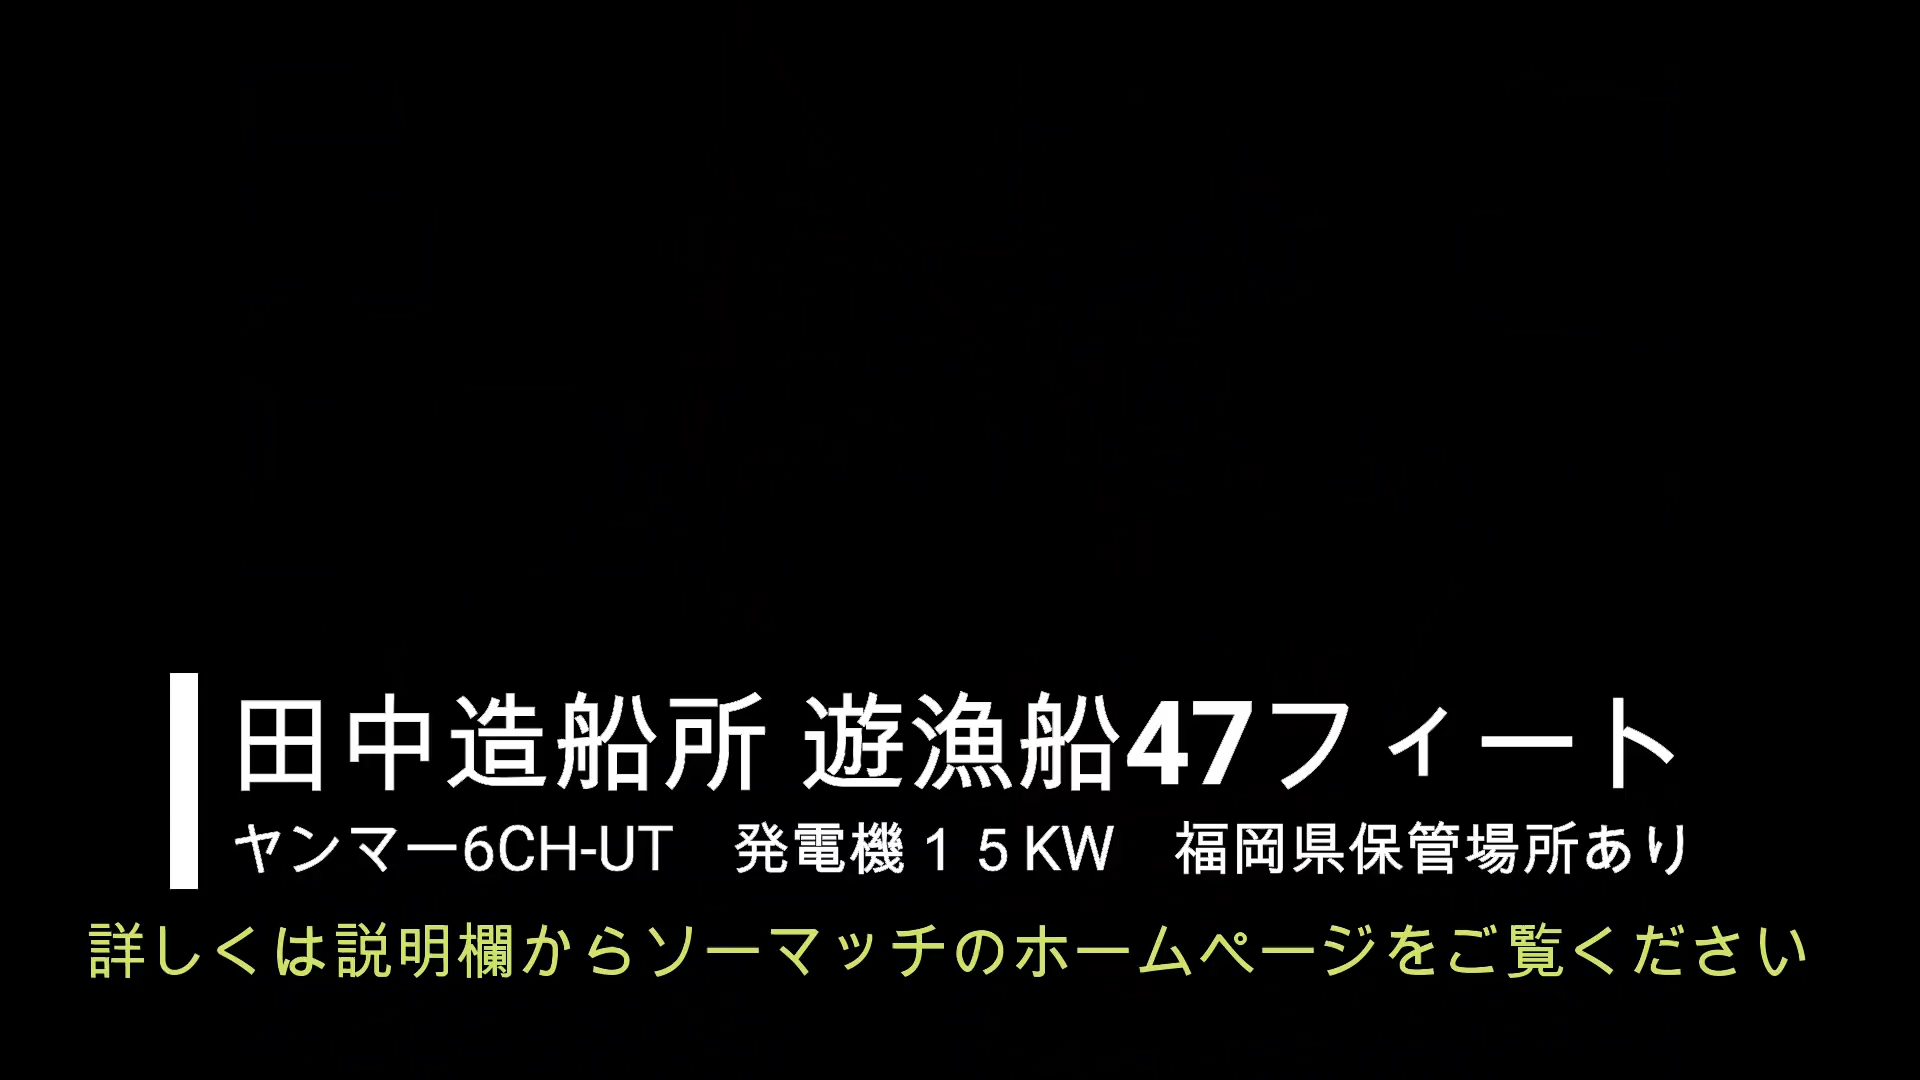 田中造船所 遊漁船47フィート
ヤンマー6CH-UT　発電機１５KW　福岡県保管場所あり
詳しくは説明欄からソーマッチのホームページをご覧ください